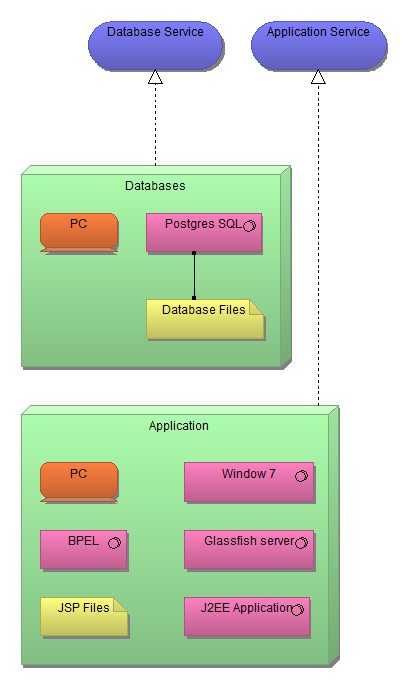 Database Service
Application Service
Databases
PC
Postgres SQL
Database Files
Application
PC
Window 7
BPEL
Glassfish server
JSP Files
J2EE Application